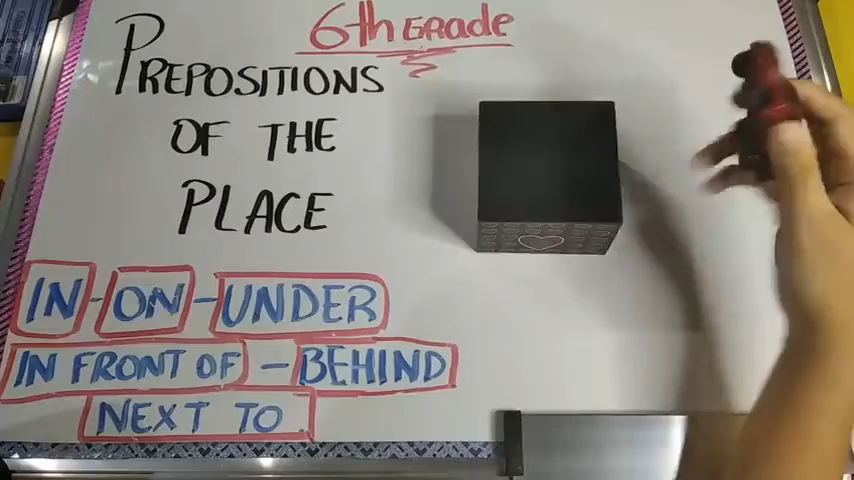 6th GRADE
PREPOSITIONS
OF THE
PLACE
IN - ON - UNDER
IN FRONT OF - BEHIND
NEXT TO